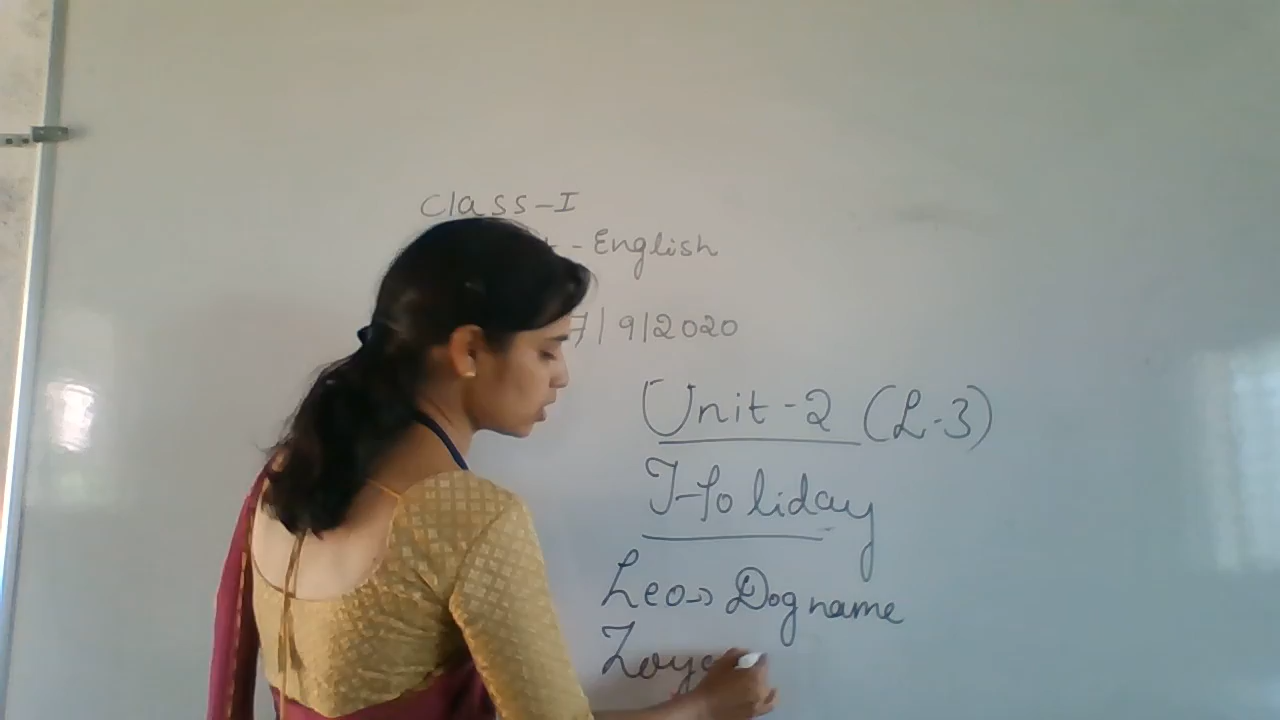 Class-I
- English
7/9/2020
Unit-2 (L-3)
Holiday
Leo → Dog name
Zoya